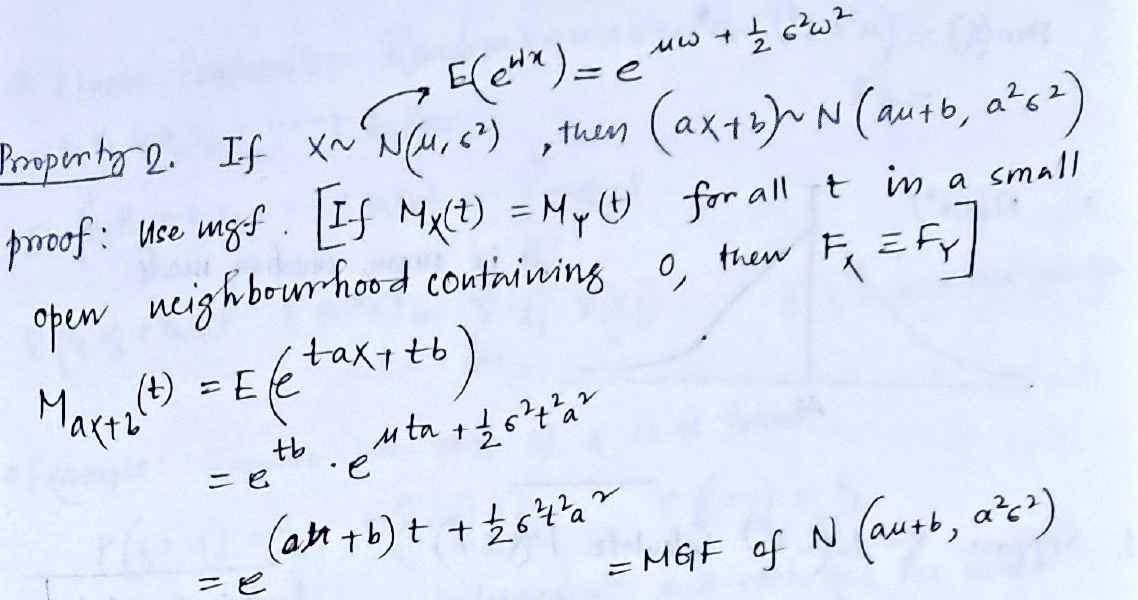 E(e^{wx}) = e^{μw + ½σ²w²}
Property 2. If X ~ N(μ, σ²), then (ax+b) ~ N(aμ+b, a²σ²)
proof: Use mgf. [If M_X(t) = M_Y(t) for all t in a small
open neighbourhood containing 0, then F_X ≡ F_Y]
M_{ax+b}(t) = E(e^{tax+tb})
= e^{tb} · e^{μta + ½σ²t²a²}
= e^{(aμ+b)t + ½σ²t²a²} = MGF of N(aμ+b, a²σ²)